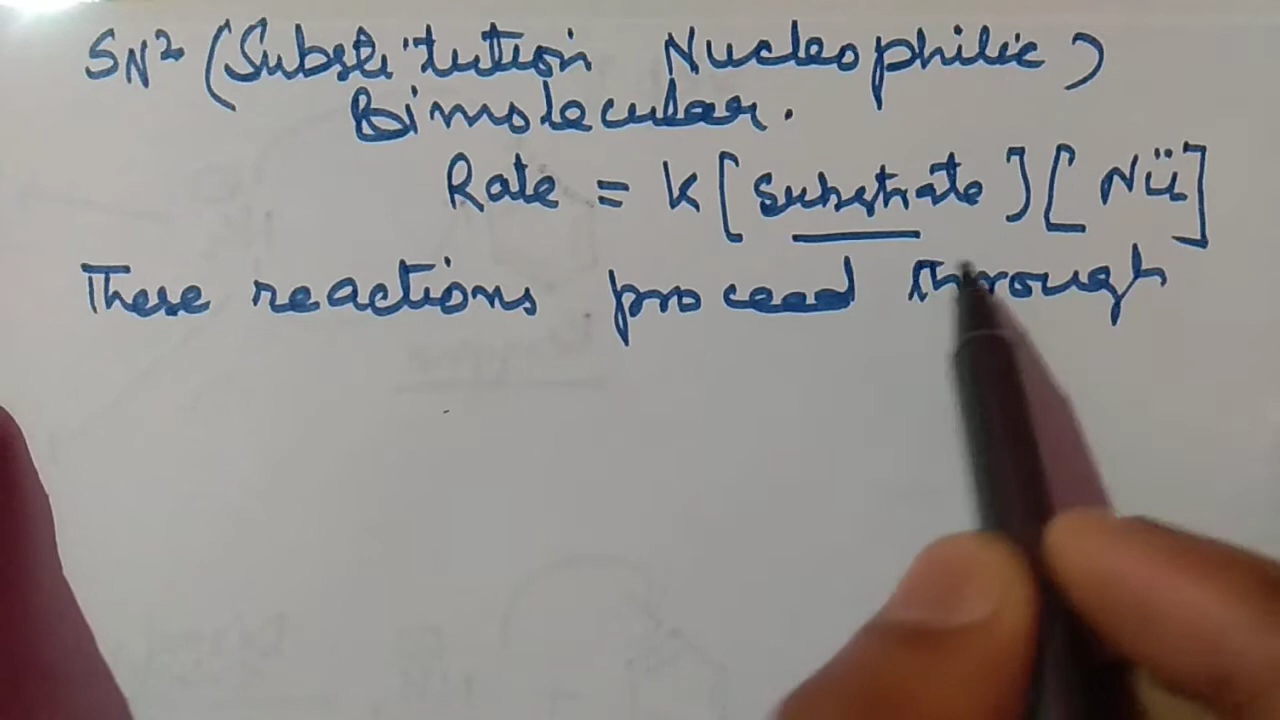 SN2 (Substitution Nucleophilic)
Bimolecular.
Rate = K[Substrate][Nü]
These reactions proceed through